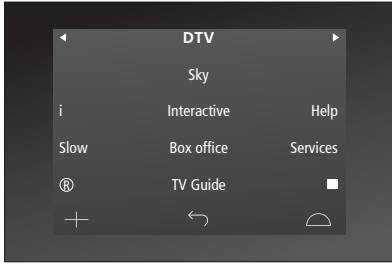 DTV
Sky
i Interactive Help
Slow Box office Services
® TV Guide